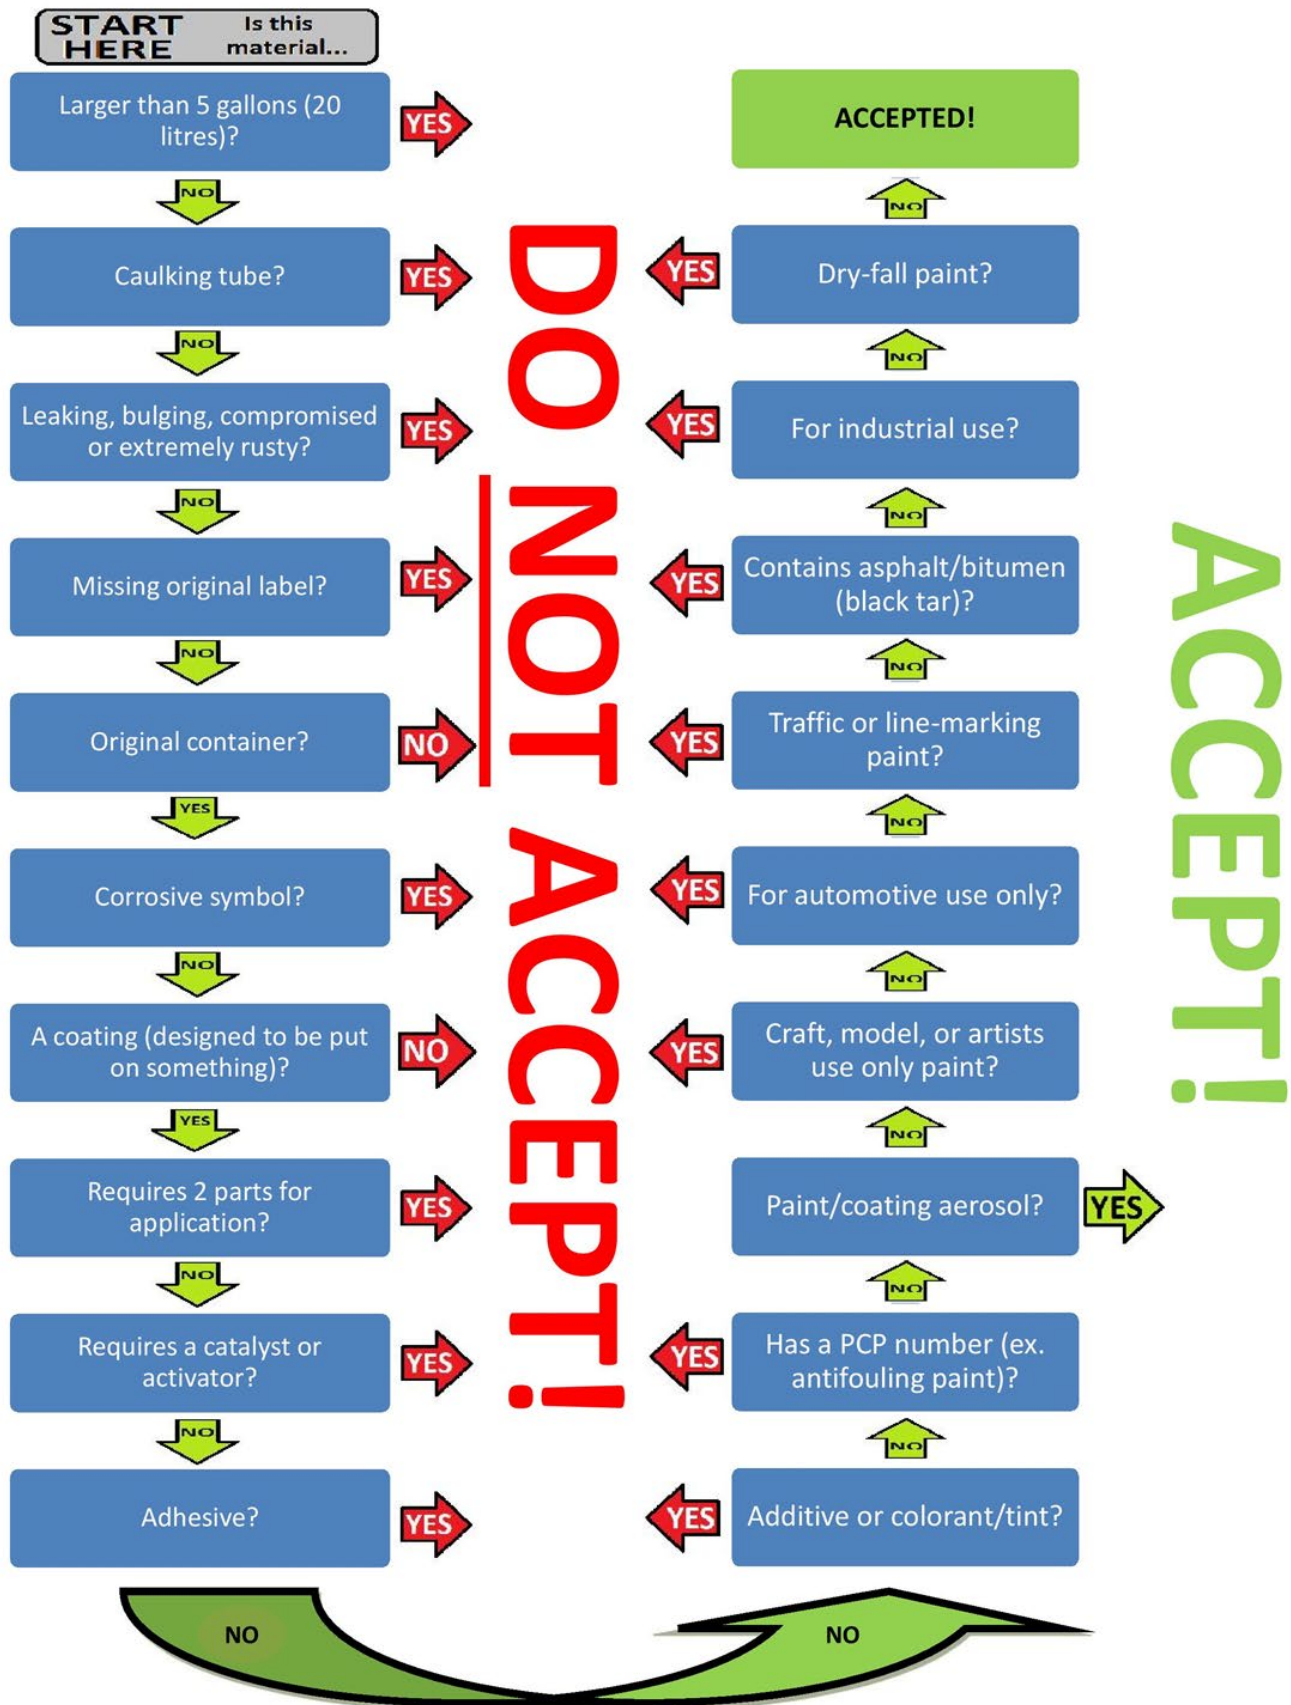 START
HERE
Is this
material...
Larger than 5 gallons (20
litres)?
YES
NO
Caulking tube?
YES
NO
Leaking, bulging, compromised
or extremely rusty?
YES
NO
Missing original label?
YES
NO
Original container?
NO
YES
Corrosive symbol?
YES
NO
A coating (designed to be put
on something)?
NO
YES
Requires 2 parts for
application?
YES
NO
Requires a catalyst or
activator?
YES
NO
Adhesive?
YES
NO
DO NOT ACCEPT!
NO
Additive or colorant/tint?
YES
NO
Has a PCP number (ex.
antifouling paint)?
YES
NO
Paint/coating aerosol?
YES
NO
Craft, model, or artists
use only paint?
YES
NO
For automotive use only?
YES
NO
Traffic or line-marking
paint?
YES
NO
Contains asphalt/bitumen
(black tar)?
YES
NO
For industrial use?
YES
NO
Dry-fall paint?
YES
NO
ACCEPTED!
ACCEPT!